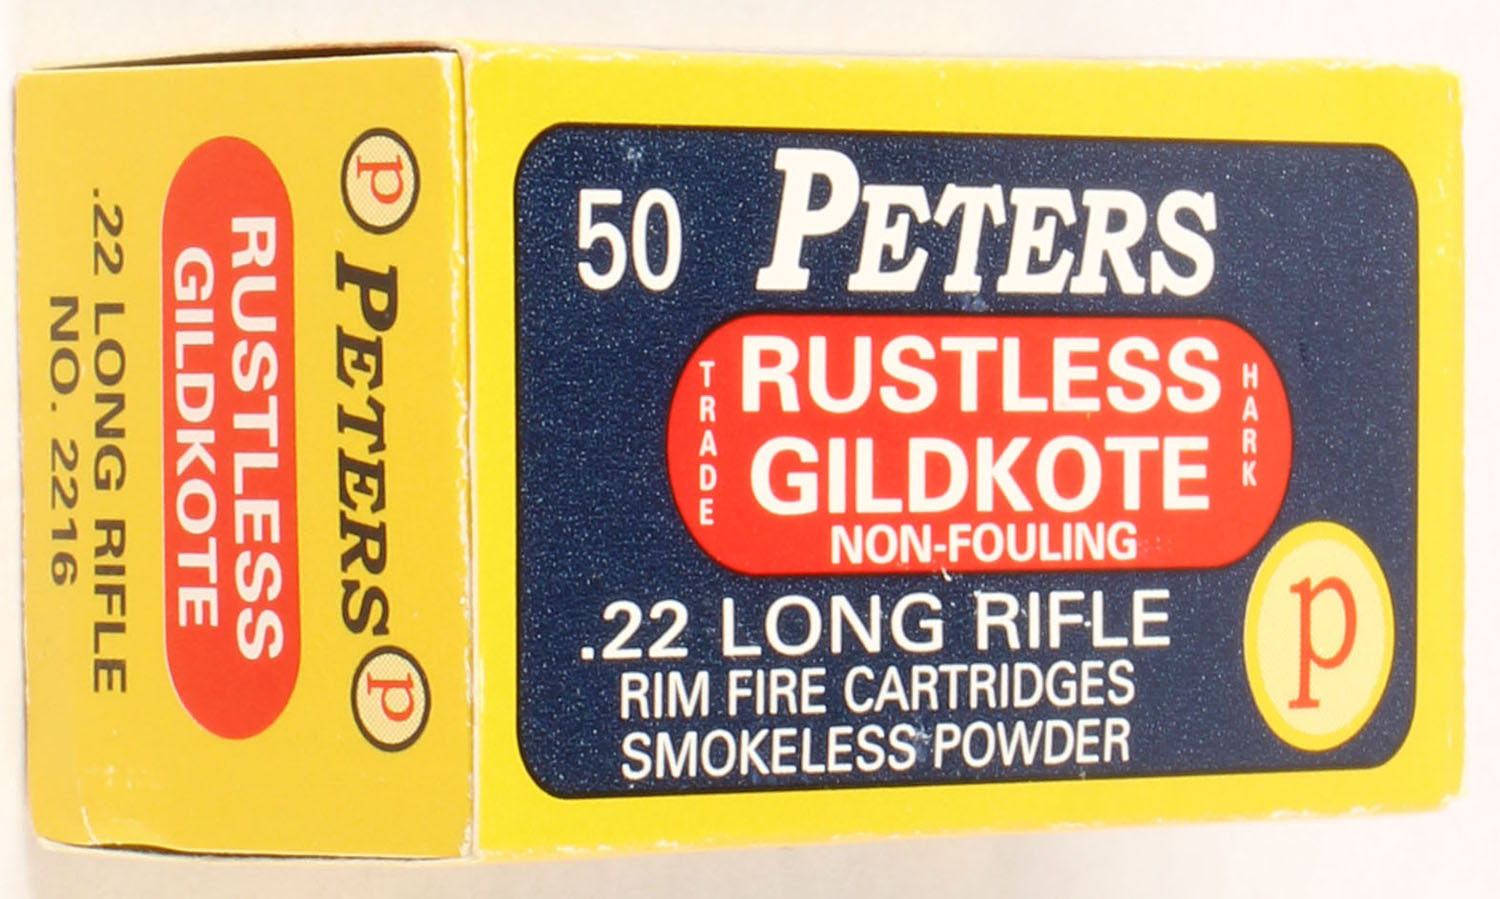 50 PETERS
TRADE HARK
RUSTLESS
GILDKOTE
NON-FOULING
.22 LONG RIFLE
RIM FIRE CARTRIDGES
SMOKELESS POWDER
p
p PETERS p
RUSTLESS
GILDKOTE
.22 LONG RIFLE
NO. 2216